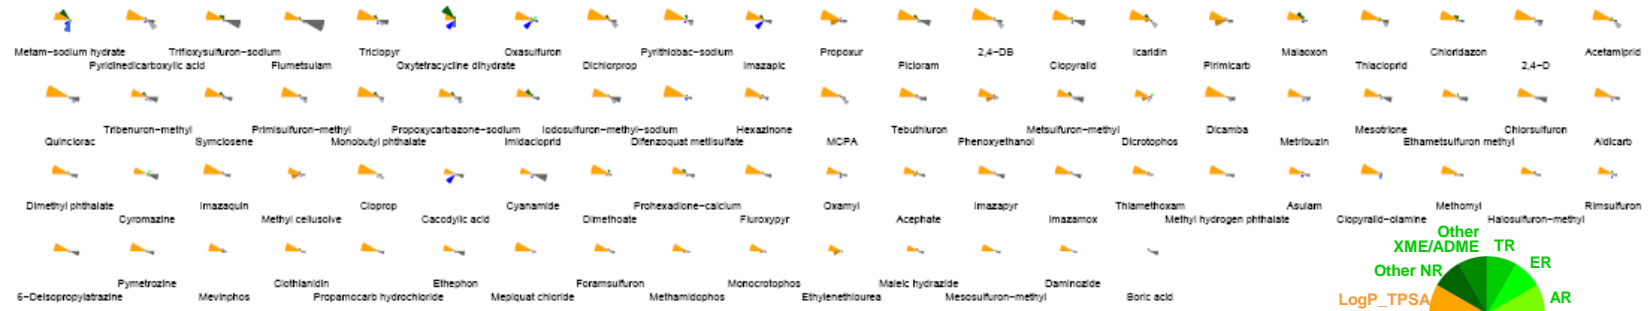 Metam-sodium hydrate Trifloxysulfuron-sodium Triclopyr Oxasulfuron Pyrithiobac-sodium Propoxur 2,4-DB Icaridin Malaoxon Chloridazon Acetamiprid
Pyridinedicarboxylic acid Flumetsulam Oxytetracycline dihydrate Dichlorprop Imazapic Picloram Clopyralid Pirimicarb Thiacloprid 2,4-D
Tribenuron-methyl Primisulfuron-methyl Propoxycarbazone-sodium Iodosulfuron-methyl-sodium Hexazinone Tebuthiuron Metsulfuron-methyl Dicamba Mesotrione Chlorsulfuron
Quinclorac Symclosene Monobutyl phthalate Imidacloprid Difenzoquat metilsulfate MCPA Phenoxyethanol Dicrotophos Metribuzin Ethametsulfuron methyl Aldicarb
Dimethyl phthalate Imazaquin Cloprop Cyanamide Prohexadione-calcium Oxamyl Imazapyr Thiamethoxam Asulam Methomyl Rimsulfuron
Cyromazine Methyl cellusolve Cacodylic acid Dimethoate Fluroxypyr Acephate Imazamox Methyl hydrogen phthalate Clopyralid-olamine Halosulfuron-methyl
Pymetrozine Clothianidin Ethephon Foramsulfuron Monocrotophos Maleic hydrazide Daminozide
6-Deisopropylatrazine Mevinphos Propamocarb hydrochloride Mepiquat chloride Methamidophos Ethylenethiourea Mesosulfuron-methyl Boric acid
Other
XME/ADME TR
Other NR ER
LogP_TPSA AR